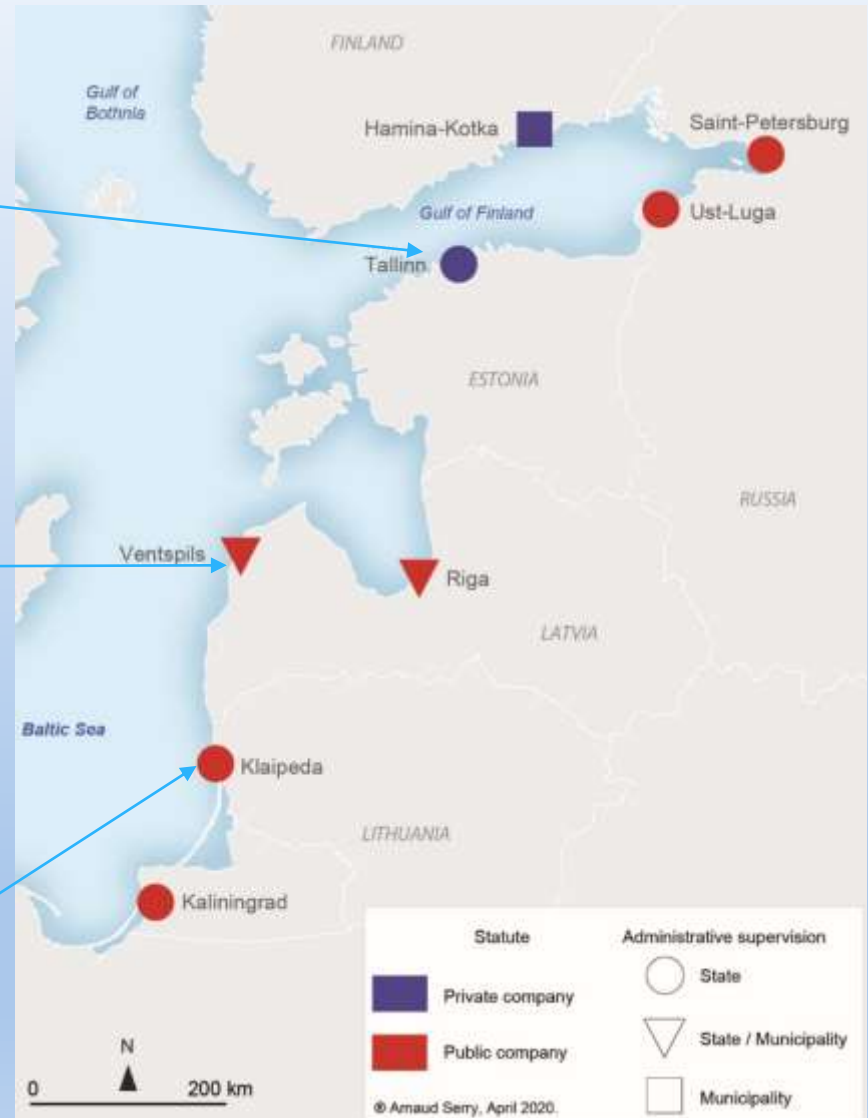 FINLAND
Gulf of
Bothnia
Hamina-Kotka
Saint-Petersburg
Gulf of Finland
Ust-Luga
Tallinn
ESTONIA
RUSSIA
Ventspils
Riga
LATVIA
Baltic Sea
Klaipeda
LITHUANIA
Kaliningrad
Statute
Administrative supervision
State
Private company
State / Municipality
Public company
Municipality
N
0 200 km
® Arnaud Serry, April 2020.